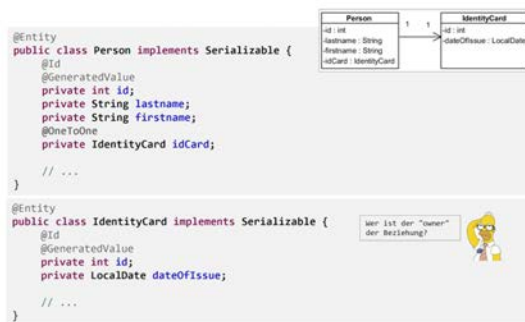 @Entity
public class Person implements Serializable {
@Id
@GeneratedValue
private int id;
private String lastname;
private String firstname;
@OneToOne
private IdentityCard idCard;
// ...
}
Person
-id : int
-lastname : String
-firstname : String
-idCard : IdentityCard
1 1
IdentityCard
-id : int
-dateOfIssue : LocalDate
@Entity
public class IdentityCard implements Serializable {
@Id
@GeneratedValue
private int id;
private LocalDate dateOfIssue;
// ...
}
Wer ist der "owner"
der Beziehung?